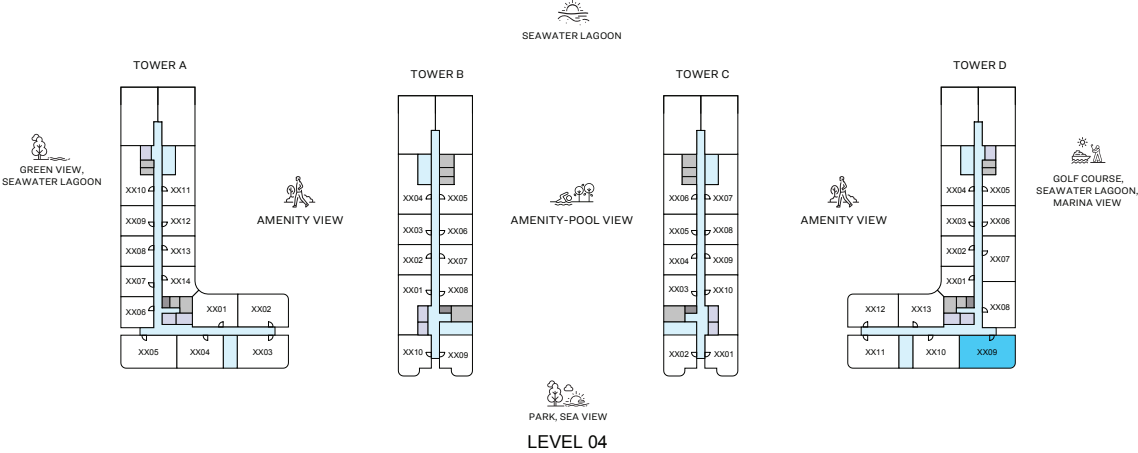 SEAWATER LAGOON
TOWER A
TOWER B
TOWER C
TOWER D
GREEN VIEW,
SEAWATER LAGOON
AMENITY VIEW
AMENITY-POOL VIEW
AMENITY VIEW
GOLF COURSE,
SEAWATER LAGOON,
MARINA VIEW
XX10 XX11
XX09 XX12
XX08 XX13
XX07 XX14
XX06 XX01 XX02
XX05 XX04 XX03
XX04 XX05
XX03 XX06
XX02 XX07
XX01 XX08
XX10 XX09
XX06 XX07
XX05 XX08
XX04 XX09
XX03 XX10
XX02 XX01
XX04 XX05
XX03 XX06
XX02 XX07
XX01
XX12 XX13 XX08
XX11 XX10 XX09
PARK, SEA VIEW
LEVEL 04